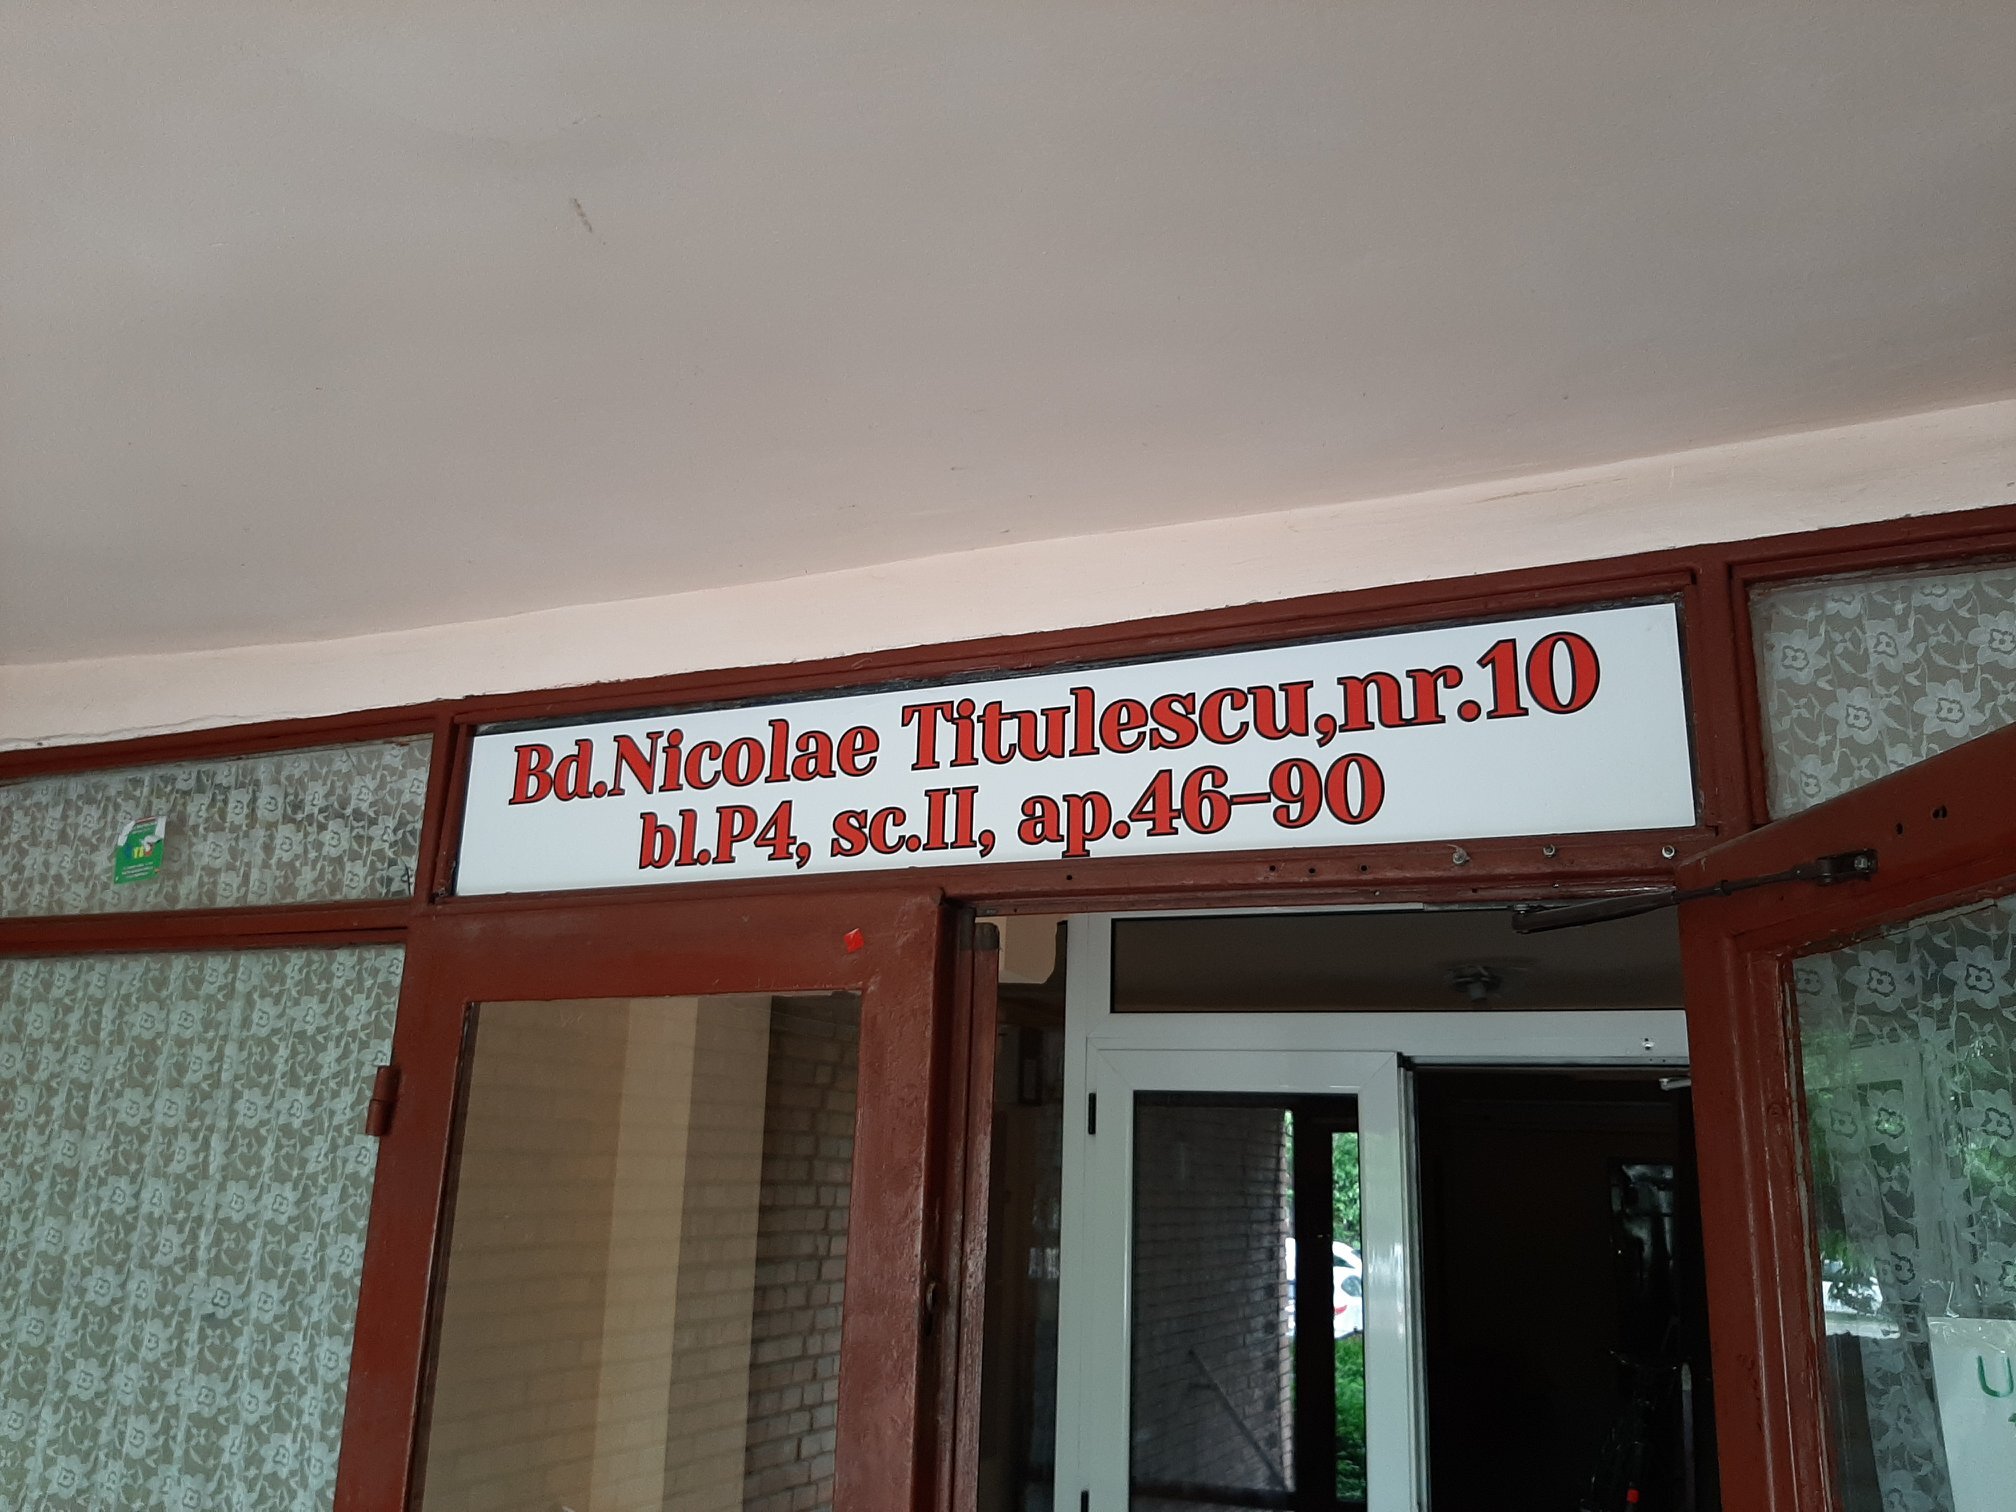 Bd.Nicolae Titulescu,nr.10
bl.P4, sc.II, ap.46-90